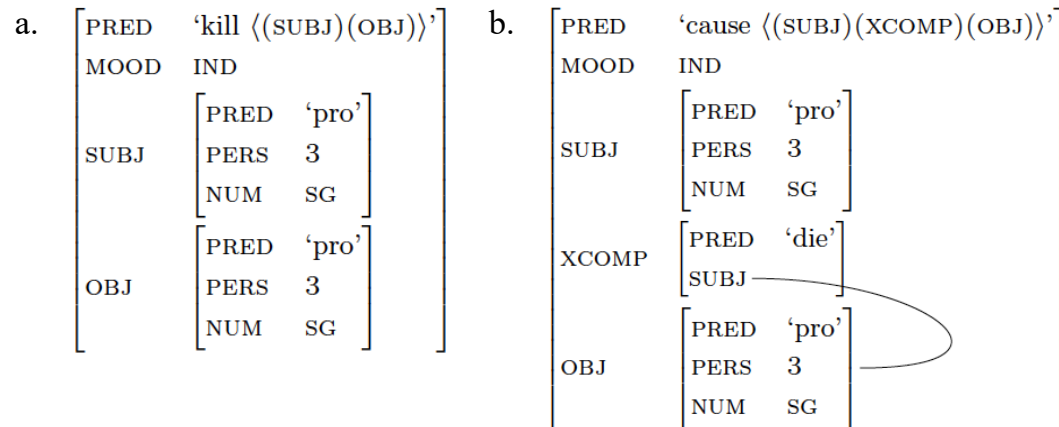 a.
PRED ‘kill ⟨(SUBJ)(OBJ)⟩’
MOOD IND
SUBJ
PRED ‘pro’
PERS 3
NUM SG
OBJ
PRED ‘pro’
PERS 3
NUM SG
b.
PRED ‘cause ⟨(SUBJ)(XCOMP)(OBJ)⟩’
MOOD IND
SUBJ
PRED ‘pro’
PERS 3
NUM SG
XCOMP
PRED ‘die’
SUBJ
OBJ
PRED ‘pro’
PERS 3
NUM SG